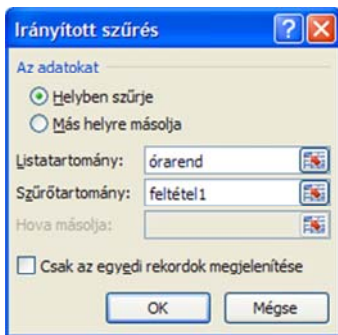 Irányított szűrés
Az adatokat
Helyben szűrje
Más helyre másolja
Listatartomány: órarend
Szűrőtartomány: feltétel1
Hova másolja:
Csak az egyedi rekordok megjelenítése
OK Mégse